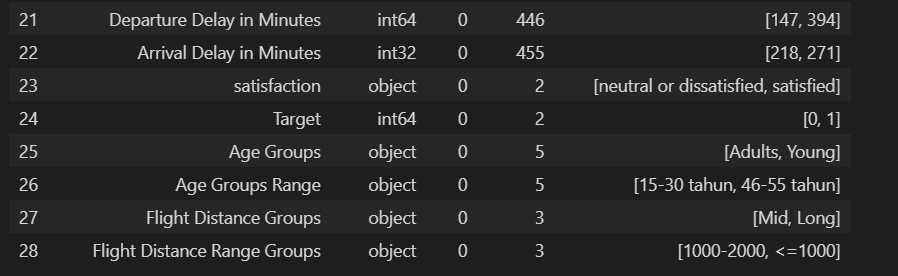 21 Departure Delay in Minutes int64 0 446 [147, 394]
22 Arrival Delay in Minutes int32 0 455 [218, 271]
23 satisfaction object 0 2 [neutral or dissatisfied, satisfied]
24 Target int64 0 2 [0, 1]
25 Age Groups object 0 5 [Adults, Young]
26 Age Groups Range object 0 5 [15-30 tahun, 46-55 tahun]
27 Flight Distance Groups object 0 3 [Mid, Long]
28 Flight Distance Range Groups object 0 3 [1000-2000, <=1000]